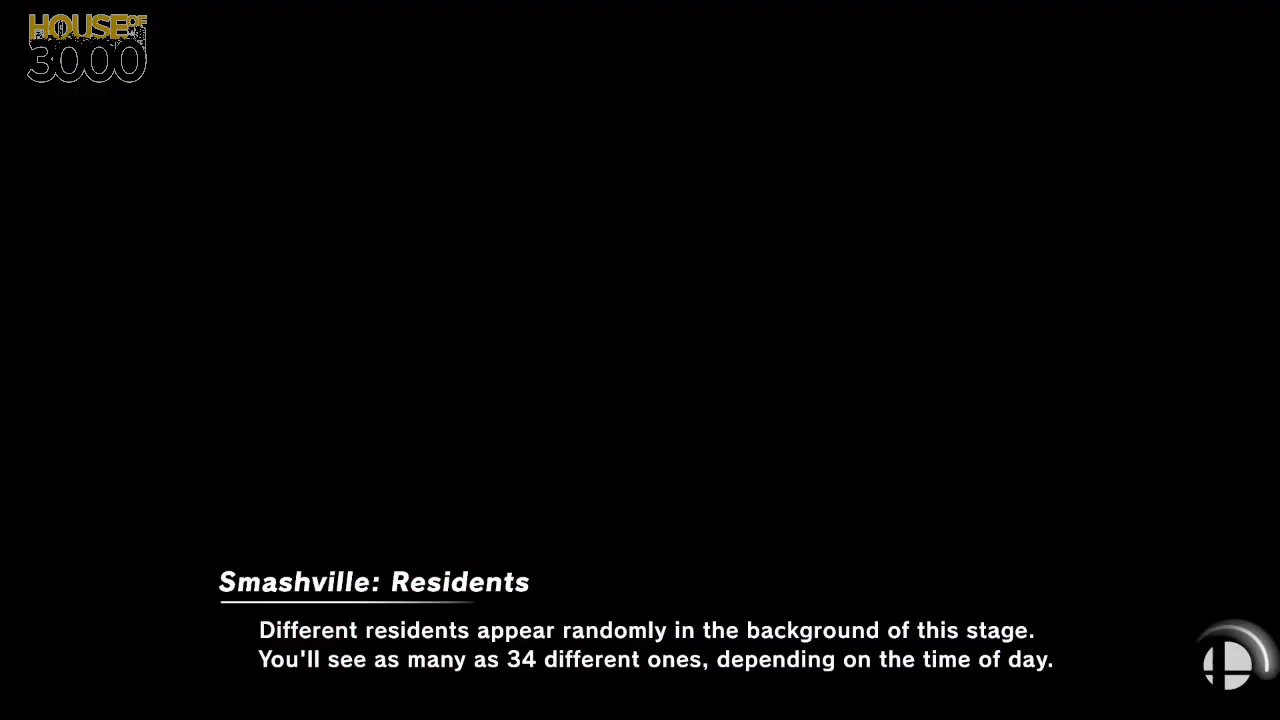 HOUSE OF
3000
Smashville: Residents
Different residents appear randomly in the background of this stage.
You'll see as many as 34 different ones, depending on the time of day.